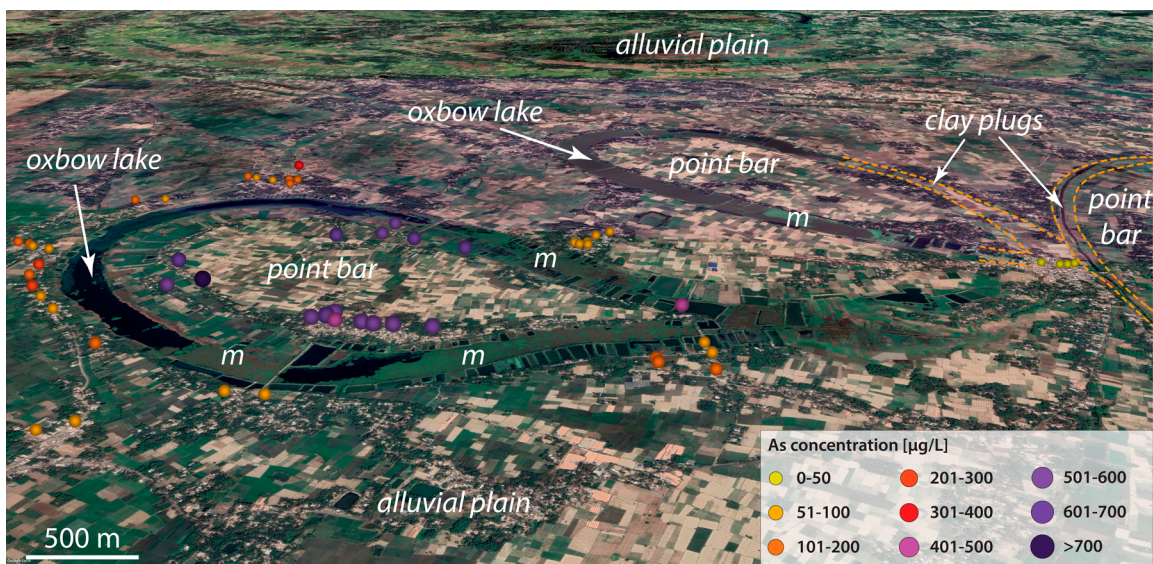 alluvial plain
oxbow lake
clay plugs
oxbow lake
point bar
point
bar
m
point bar
m
m
m
As concentration [µg/L]
0-50
201-300
501-600
51-100
301-400
601-700
101-200
401-500
>700
alluvial plain
500 m